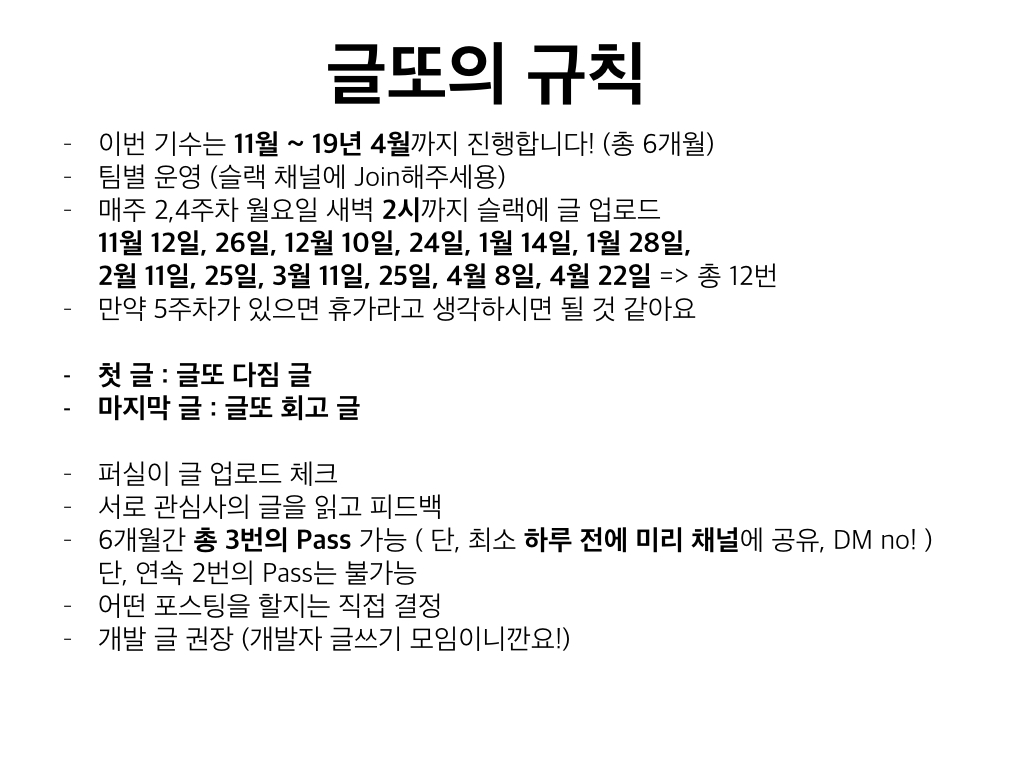 글또의 규칙
- 이번 기수는 11월 ~ 19년 4월까지 진행합니다! (총 6개월)
- 팀별 운영 (슬랙 채널에 Join해주세용)
- 매주 2,4주차 월요일 새벽 2시까지 슬랙에 글 업로드
11월 12일, 26일, 12월 10일, 24일, 1월 14일, 1월 28일,
2월 11일, 25일, 3월 11일, 25일, 4월 8일, 4월 22일 => 총 12번
- 만약 5주차가 있으면 휴가라고 생각하시면 될 것 같아요
- 첫 글 : 글또 다짐 글
- 마지막 글 : 글또 회고 글
- 퍼실이 글 업로드 체크
- 서로 관심사의 글을 읽고 피드백
- 6개월간 총 3번의 Pass 가능 ( 단, 최소 하루 전에 미리 채널에 공유, DM no! )
단, 연속 2번의 Pass는 불가능
- 어떤 포스팅을 할지는 직접 결정
- 개발 글 권장 (개발자 글쓰기 모임이니깐요!)